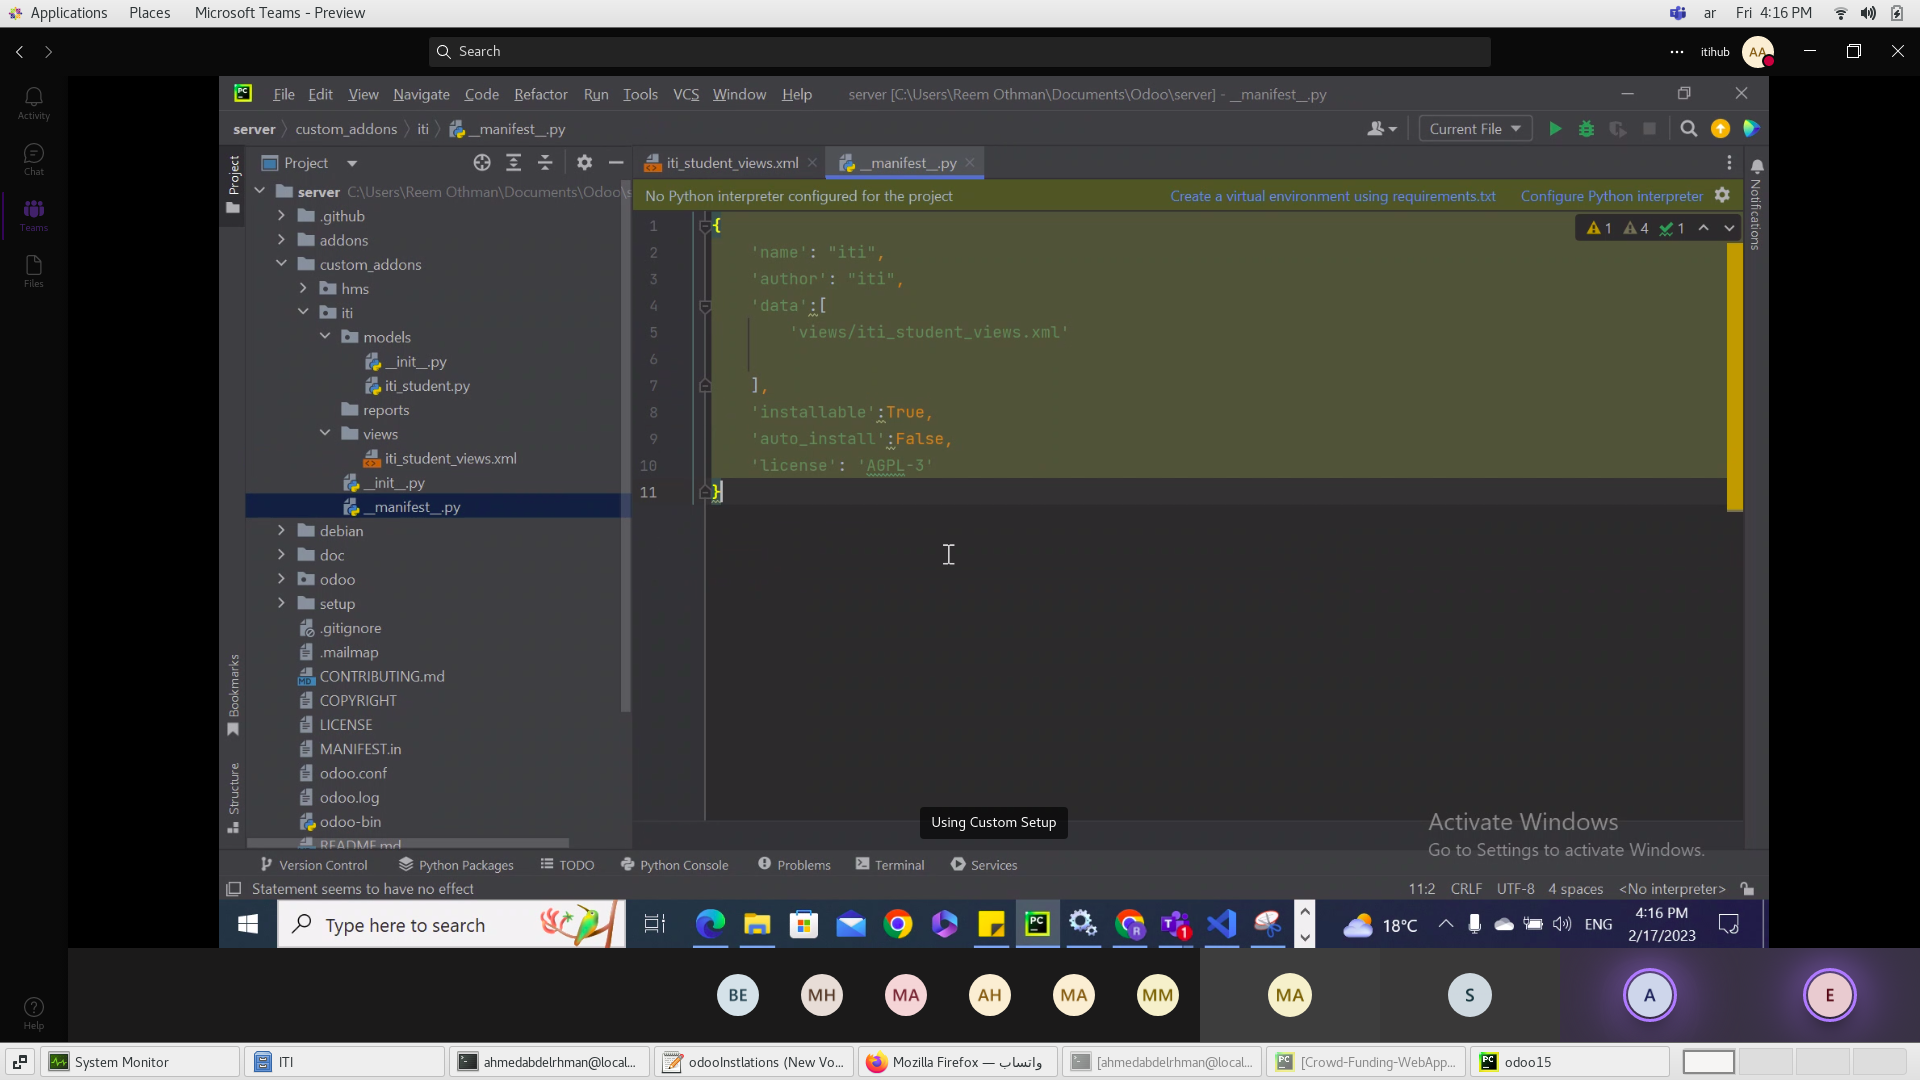 Applications Places Microsoft Teams - Preview ar Fri 4:16 PM
Search
itihub AA
Activity
Chat
Teams
Files
Help
PC File Edit View Navigate Code Refactor Run Tools VCS Window Help server [C:\Users\Reem Othman\Documents\Odoo\server] - __manifest__.py
server custom_addons iti __manifest__.py Current File
Project
Project
Bookmarks
Structure
Notifications
server C:\Users\Reem Othman\Documents\Odoo\s
.github
addons
custom_addons
hms
iti
models
__init__.py
iti_student.py
reports
views
iti_student_views.xml
__init__.py
__manifest__.py
debian
doc
odoo
setup
.gitignore
.mailmap
CONTRIBUTING.md
COPYRIGHT
LICENSE
MANIFEST.in
odoo.conf
odoo.log
odoo-bin
README.md
iti_student_views.xml __manifest__.py
No Python interpreter configured for the project Create a virtual environment using requirements.txt Configure Python interpreter
1 4 1
1 {
2 'name': "iti",
3 'author': "iti",
4 'data':[
5 'views/iti_student_views.xml'
6
7 ],
8 'installable':True,
9 'auto_install':False,
10 'license': 'AGPL-3'
11 }
Using Custom Setup
Activate Windows
Go to Settings to activate Windows.
Version Control Python Packages TODO Python Console Problems Terminal Services
Statement seems to have no effect 11:2 CRLF UTF-8 4 spaces <No interpreter>
Type here to search 18°C ENG 4:16 PM
2/17/2023
BE MH MA AH MA MM MA S A E
System Monitor ITI ahmedabdelrhman@local... odooInstlations (New Vo... Mozilla Firefox — واتساب [ahmedabdelrhman@local... [Crowd-Funding-WebApp... odoo15